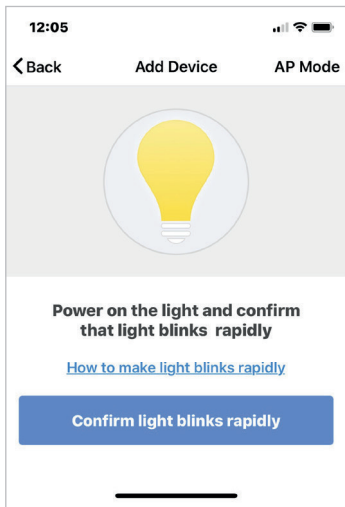 12:05
Back Add Device AP Mode
Power on the light and confirm
that light blinks rapidly
How to make light blinks rapidly
Confirm light blinks rapidly